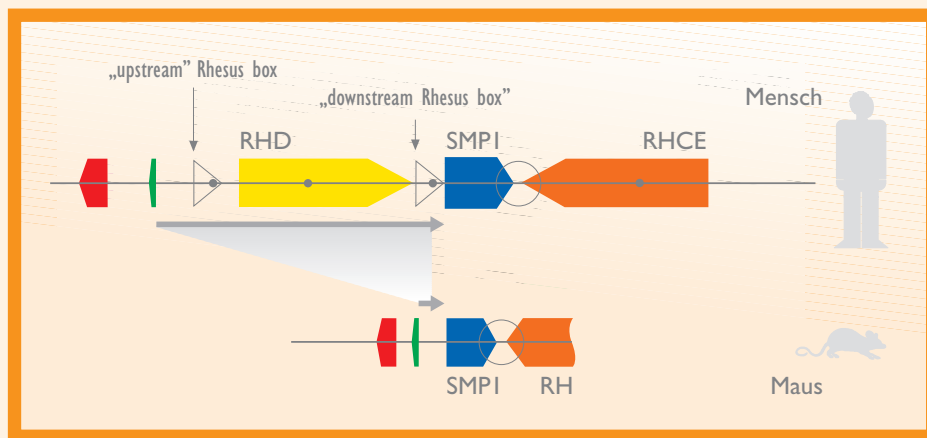 „upstream” Rhesus box
„downstream Rhesus box”
Mensch
RHD
SMP1
RHCE
SMP1
RH
Maus